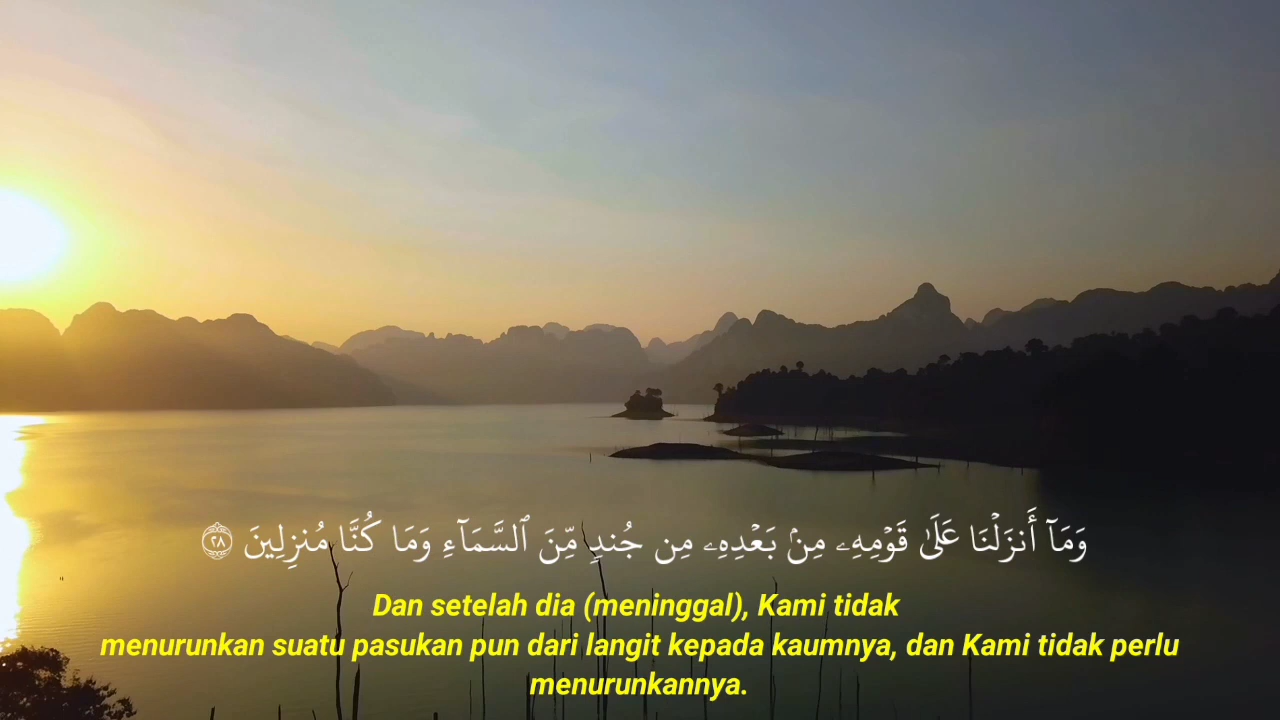 وَمَآ أَنزَلْنَا عَلَىٰ قَوْمِهِۦ مِنۢ بَعْدِهِۦ مِن جُندٍ مِّنَ ٱلسَّمَآءِ وَمَا كُنَّا مُنزِلِينَ ٢٨
Dan setelah dia (meninggal), Kami tidak
menurunkan suatu pasukan pun dari langit kepada kaumnya, dan Kami tidak perlu
menurunkannya.